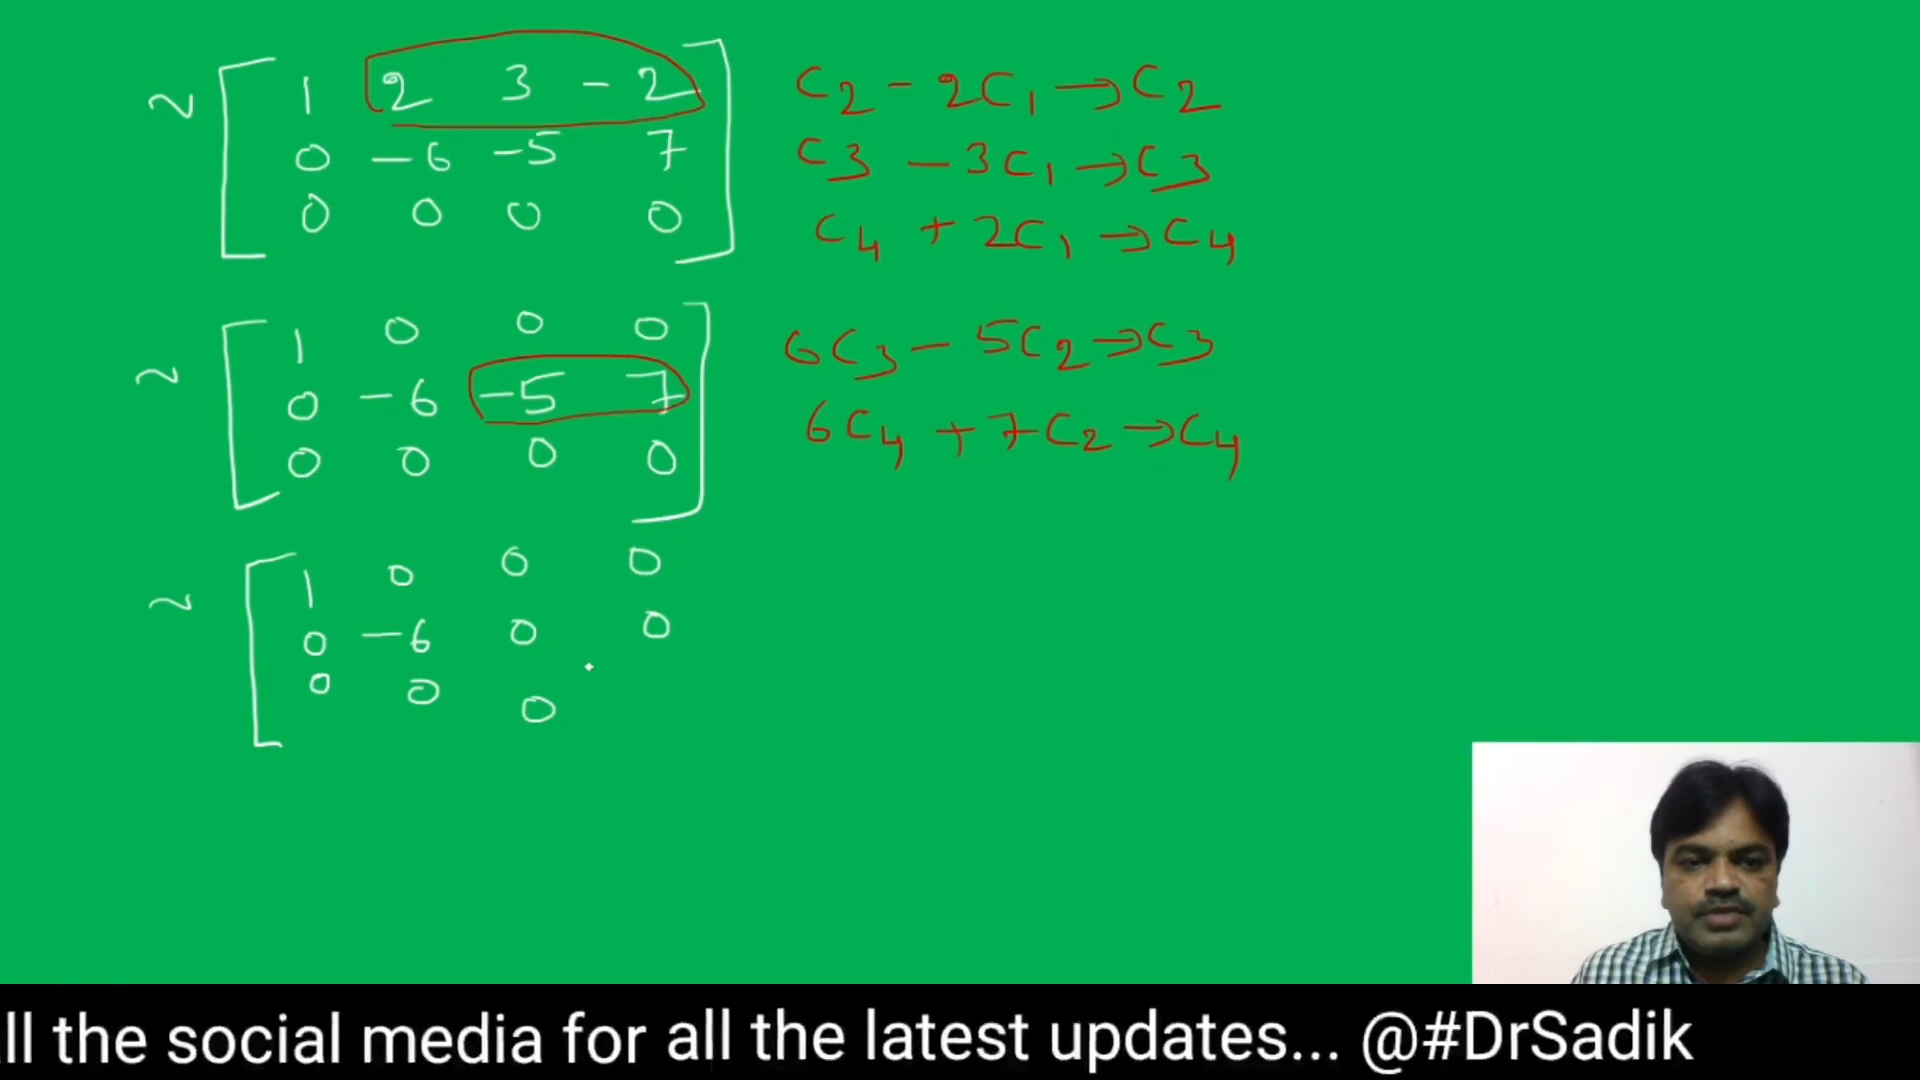 ~ [ 1 2 3 -2 ] C2 - 2C1 → C2
0 -6 -5 7 C3 - 3C1 → C3
0 0 0 0 C4 + 2C1 → C4
~ [ 1 0 0 0 ] 6C3 - 5C2 → C3
0 -6 -5 7 6C4 + 7C2 → C4
0 0 0 0
~ [ 1 0 0 0
0 -6 0 0
0 0 0
ll the social media for all the latest updates... @#DrSadik